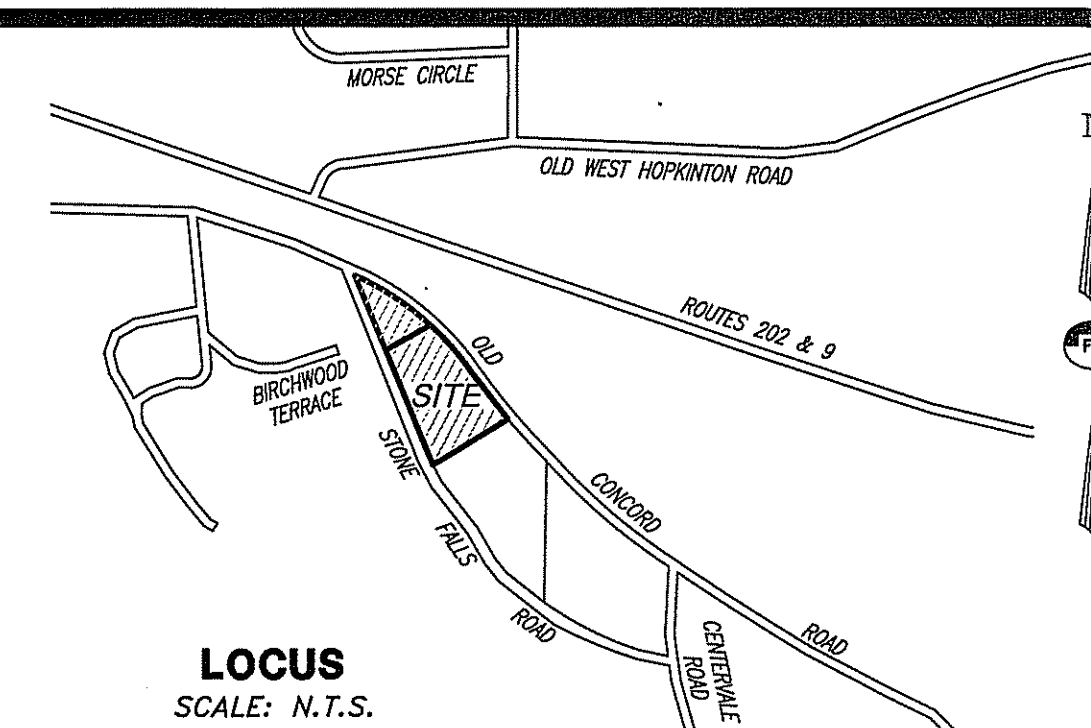 MORSE CIRCLE
OLD WEST HOPKINTON ROAD
ROUTES 202 & 9
BIRCHWOOD
TERRACE
SITE
OLD
CONCORD
ROAD
STONE
FALLS
ROAD
CENTERVALE
ROAD
LOCUS
SCALE: N.T.S.